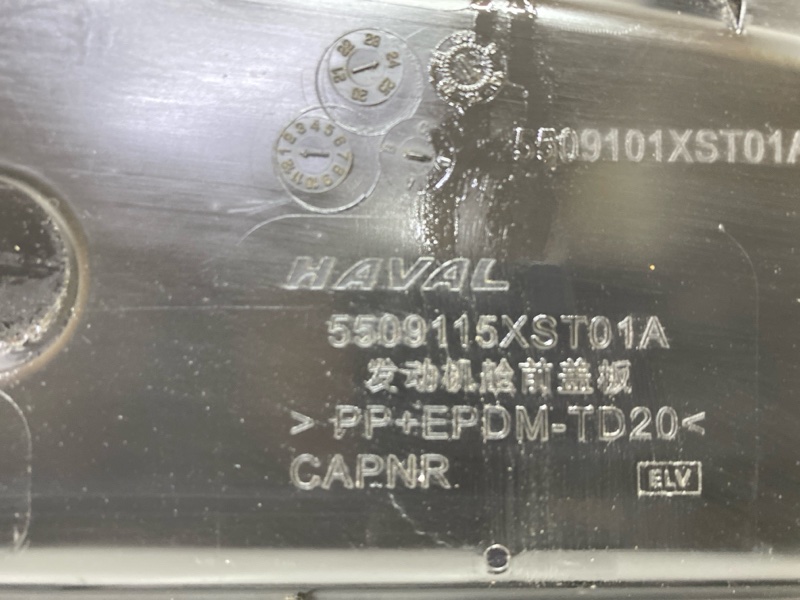 5509101XST01A
HAVAL
5509115XST01A
发动机舱前盖板
> PP+EPDM-TD20<
CAPNR
ELV